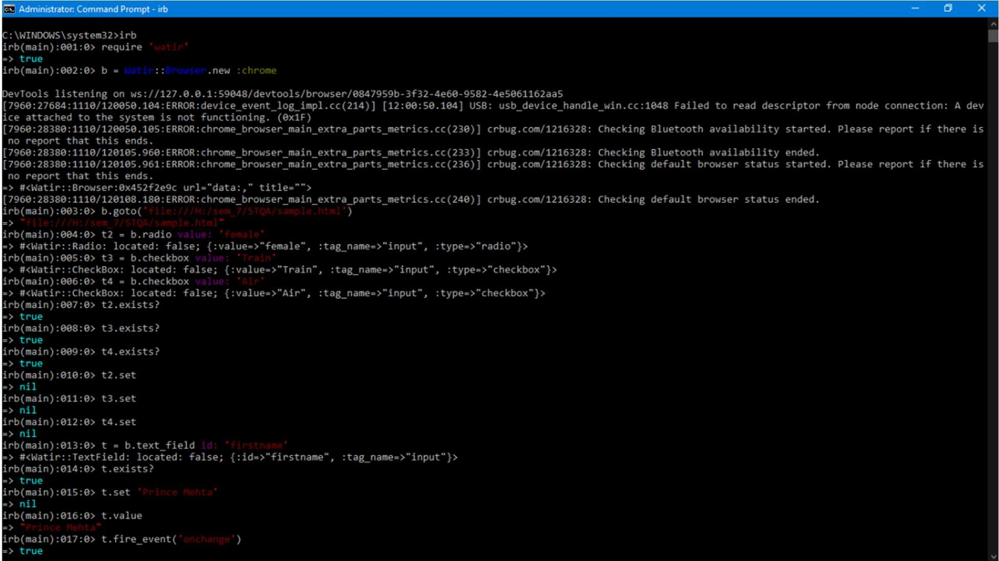 Administrator: Command Prompt - irb
C:\WINDOWS\system32>irb
irb(main):001:0> require 'watir'
=> true
irb(main):002:0> b = Watir::Browser.new :chrome
DevTools listening on ws://127.0.0.1:59048/devtools/browser/0847959b-3f32-4e60-9582-4e5061162aa5
[7960:27684:1110/120050.104:ERROR:device_event_log_impl.cc(214)] [12:00:50.104] USB: usb_device_handle_win.cc:1048 Failed to read descriptor from node connection: A dev
ice attached to the system is not functioning. (0x1F)
[7960:28380:1110/120050.105:ERROR:chrome_browser_main_extra_parts_metrics.cc(230)] crbug.com/1216328: Checking Bluetooth availability started. Please report if there is
 no report that this ends.
[7960:28380:1110/120105.960:ERROR:chrome_browser_main_extra_parts_metrics.cc(233)] crbug.com/1216328: Checking Bluetooth availability ended.
[7960:28380:1110/120105.961:ERROR:chrome_browser_main_extra_parts_metrics.cc(236)] crbug.com/1216328: Checking default browser status started. Please report if there is
 no report that this ends.
=> #<Watir::Browser:0x452f2e9c url="data:," title="">
[7960:28380:1110/120108.180:ERROR:chrome_browser_main_extra_parts_metrics.cc(240)] crbug.com/1216328: Checking default browser status ended.
irb(main):003:0> b.goto('file:///H:/sem_7/STQA/sample.html')
=> "file:///H:/sem_7/STQA/sample.html"
irb(main):004:0> t2 = b.radio value: 'female'
=> #<Watir::Radio: located: false; {:value=>"female", :tag_name=>"input", :type=>"radio"}>
irb(main):005:0> t3 = b.checkbox value: 'Train'
=> #<Watir::CheckBox: located: false; {:value=>"Train", :tag_name=>"input", :type=>"checkbox"}>
irb(main):006:0> t4 = b.checkbox value: 'Air'
=> #<Watir::CheckBox: located: false; {:value=>"Air", :tag_name=>"input", :type=>"checkbox"}>
irb(main):007:0> t2.exists?
=> true
irb(main):008:0> t3.exists?
=> true
irb(main):009:0> t4.exists?
=> true
irb(main):010:0> t2.set
=> nil
irb(main):011:0> t3.set
=> nil
irb(main):012:0> t4.set
=> nil
irb(main):013:0> t = b.text_field id: 'firstname'
=> #<Watir::TextField: located: false; {:id=>"firstname", :tag_name=>"input"}>
irb(main):014:0> t.exists?
=> true
irb(main):015:0> t.set 'Prince Mehta'
=> nil
irb(main):016:0> t.value
=> "Prince Mehta"
irb(main):017:0> t.fire_event('onchange')
=> true